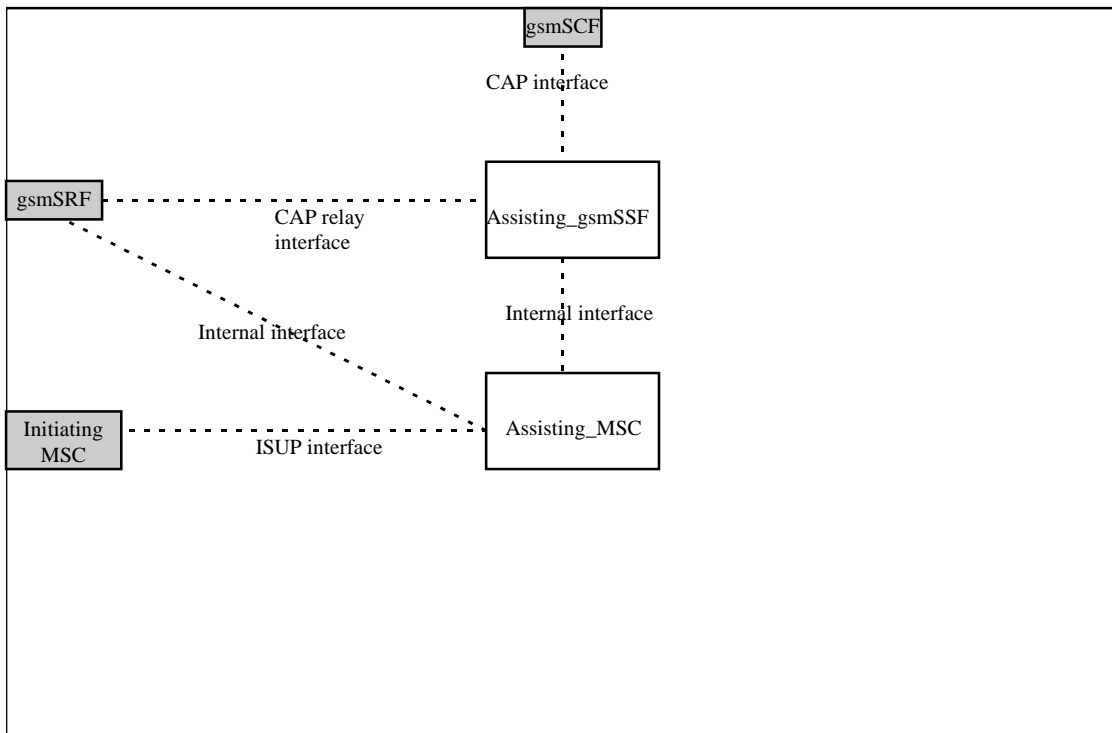 gsmSCF
CAP interface
gsmSRF
CAP relay
interface
Assisting_gsmSSF
Internal interface
Internal interface
Initiating
MSC
ISUP interface
Assisting_MSC